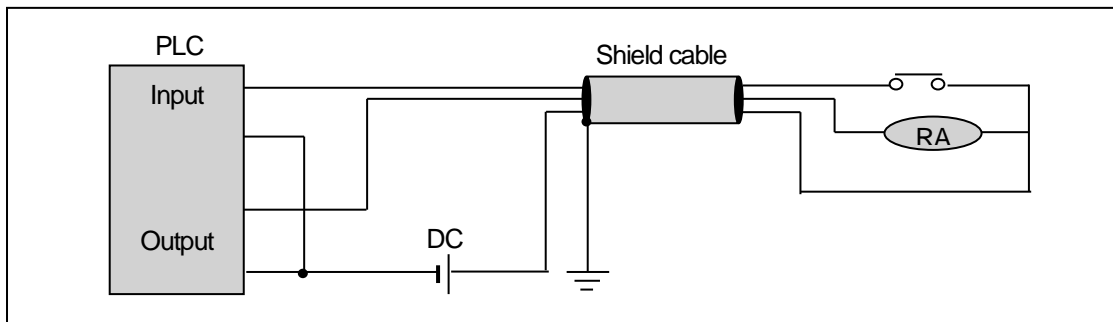 PLC
Shield cable
Input
RA
Output
DC